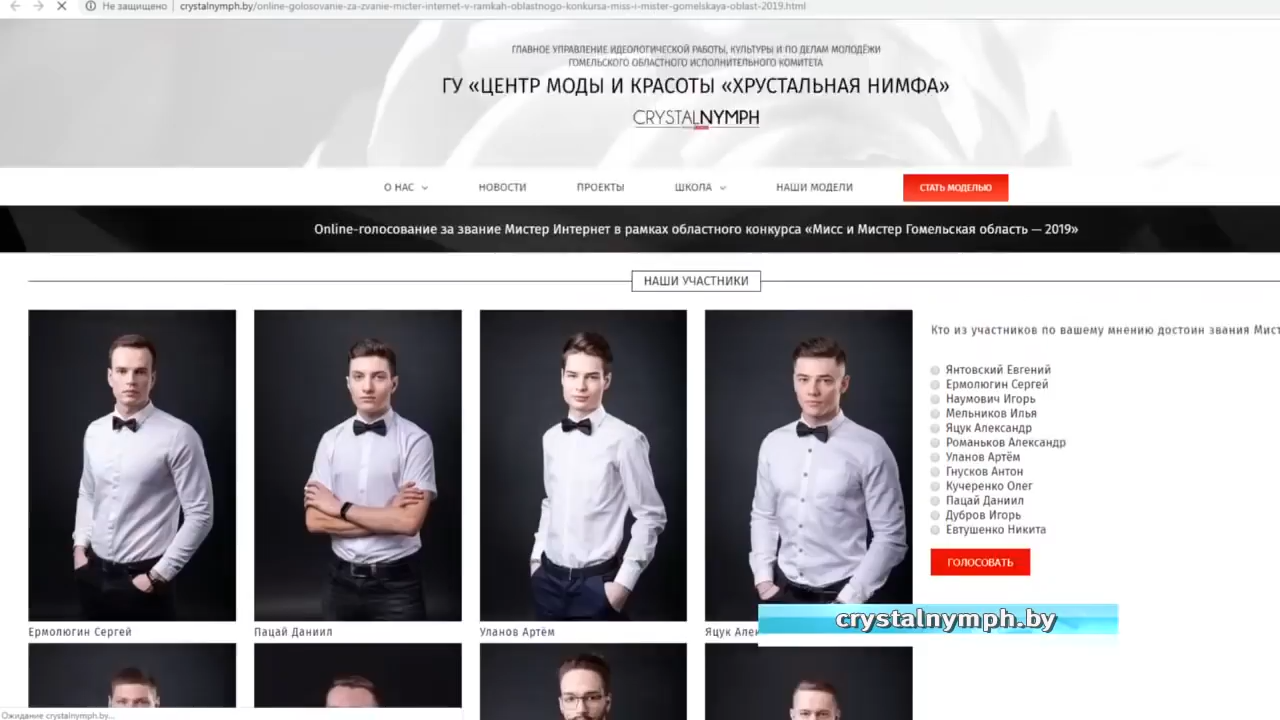 Не защищено
crystalnymph.by/online-golosovanie-za-zvanie-micter-internet-v-ramkah-oblastnogo-konkursa-miss-i-mister-gomelskaya-oblast-2019.html
ГЛАВНОЕ УПРАВЛЕНИЕ ИДЕОЛОГИЧЕСКОЙ РАБОТЫ, КУЛЬТУРЫ И ПО ДЕЛАМ МОЛОДЁЖИ
ГОМЕЛЬСКОГО ОБЛАСТНОГО ИСПОЛНИТЕЛЬНОГО КОМИТЕТА
ГУ «ЦЕНТР МОДЫ И КРАСОТЫ «ХРУСТАЛЬНАЯ НИМФА»
CRYSTALNYMPH
О НАС НОВОСТИ ПРОЕКТЫ ШКОЛА НАШИ МОДЕЛИ СТАТЬ МОДЕЛЬЮ
Online-голосование за звание Мистер Интернет в рамках областного конкурса «Мисс и Мистер Гомельская область — 2019»
НАШИ УЧАСТНИКИ
Кто из участников по вашему мнению достоин звания Мист
Янтовский Евгений
Ермолюгин Сергей
Наумович Игорь
Мельников Илья
Яцук Александр
Романьков Александр
Уланов Артём
Гнусков Антон
Кучеренко Олег
Пацай Даниил
Дубров Игорь
Евтушенко Никита
ГОЛОСОВАТЬ
crystalnymph.by
Ермолюгин Сергей
Пацай Даниил
Уланов Артём
Яцук Алек
Ожидание crystalnymph.by...